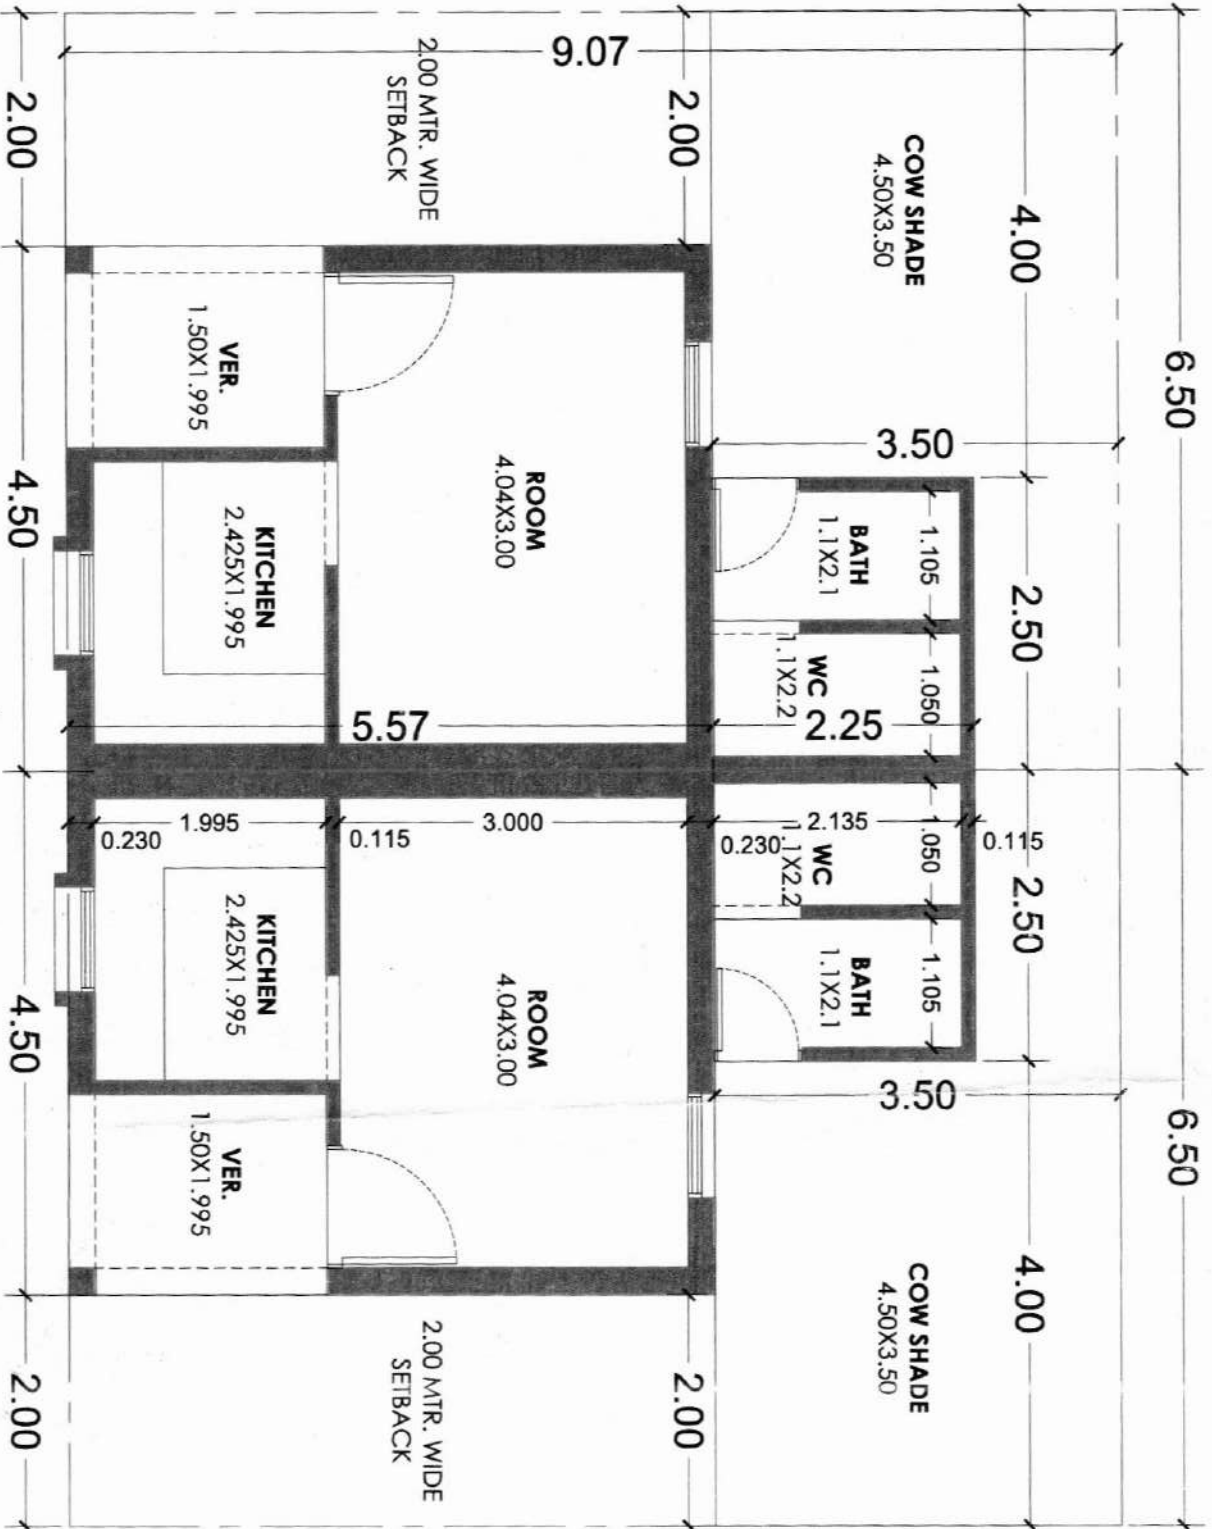 6.50
6.50
4.00
2.50
2.50
4.00
COW SHADE
4.50X3.50
3.50
1.105
BATH
1.1X2.1
1.050
WC
1.1X2.2
2.25
2.135
0.230
0.115
1.050
WC
1.1X2.2
1.105
BATH
1.1X2.1
3.50
COW SHADE
4.50X3.50
9.07
2.00
2.00
2.00 MTR. WIDE
SETBACK
ROOM
4.04X3.00
5.57
3.000
ROOM
4.04X3.00
2.00 MTR. WIDE
SETBACK
VER.
1.50X1.995
KITCHEN
2.425X1.995
1.995
0.230
0.115
KITCHEN
2.425X1.995
VER.
1.50X1.995
2.00
4.50
4.50
2.00